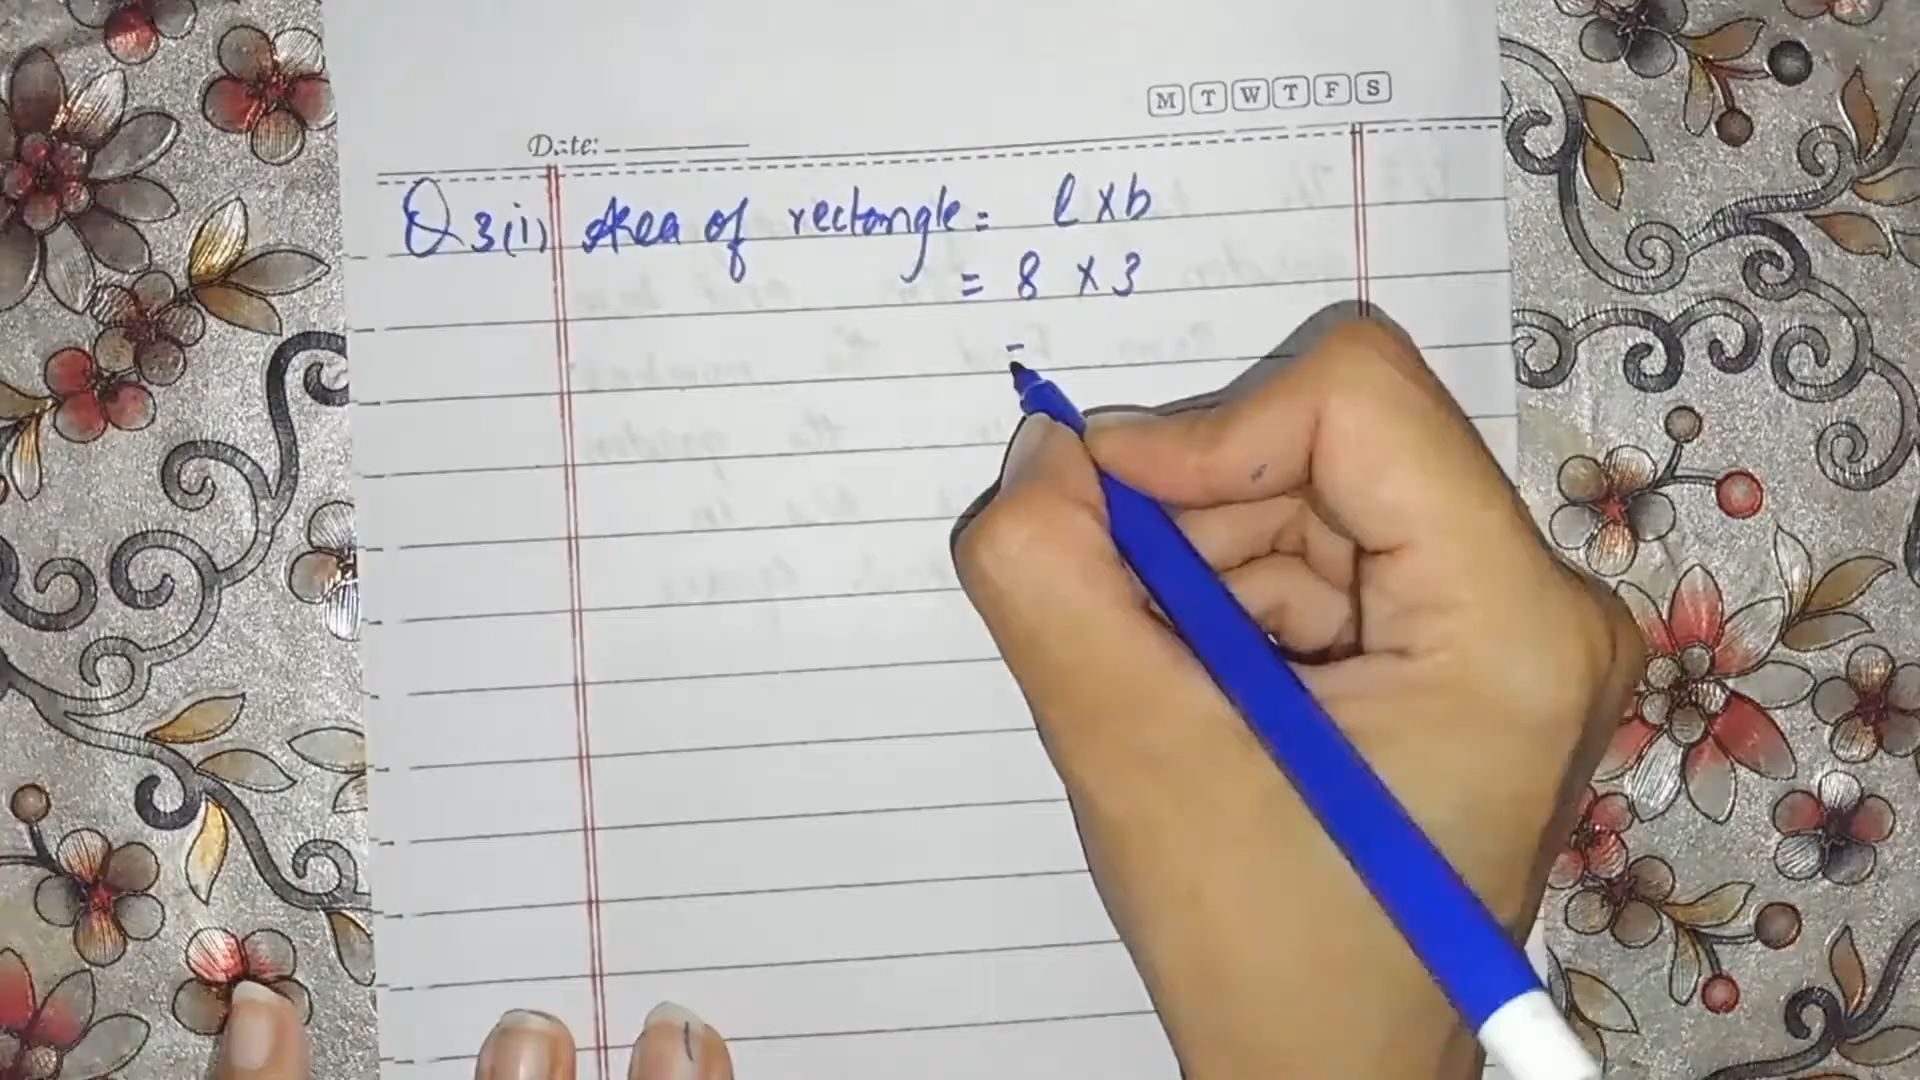 M T W T F S
Date:
Q3(i) Area of rectangle = l x b
= 8 x 3
=